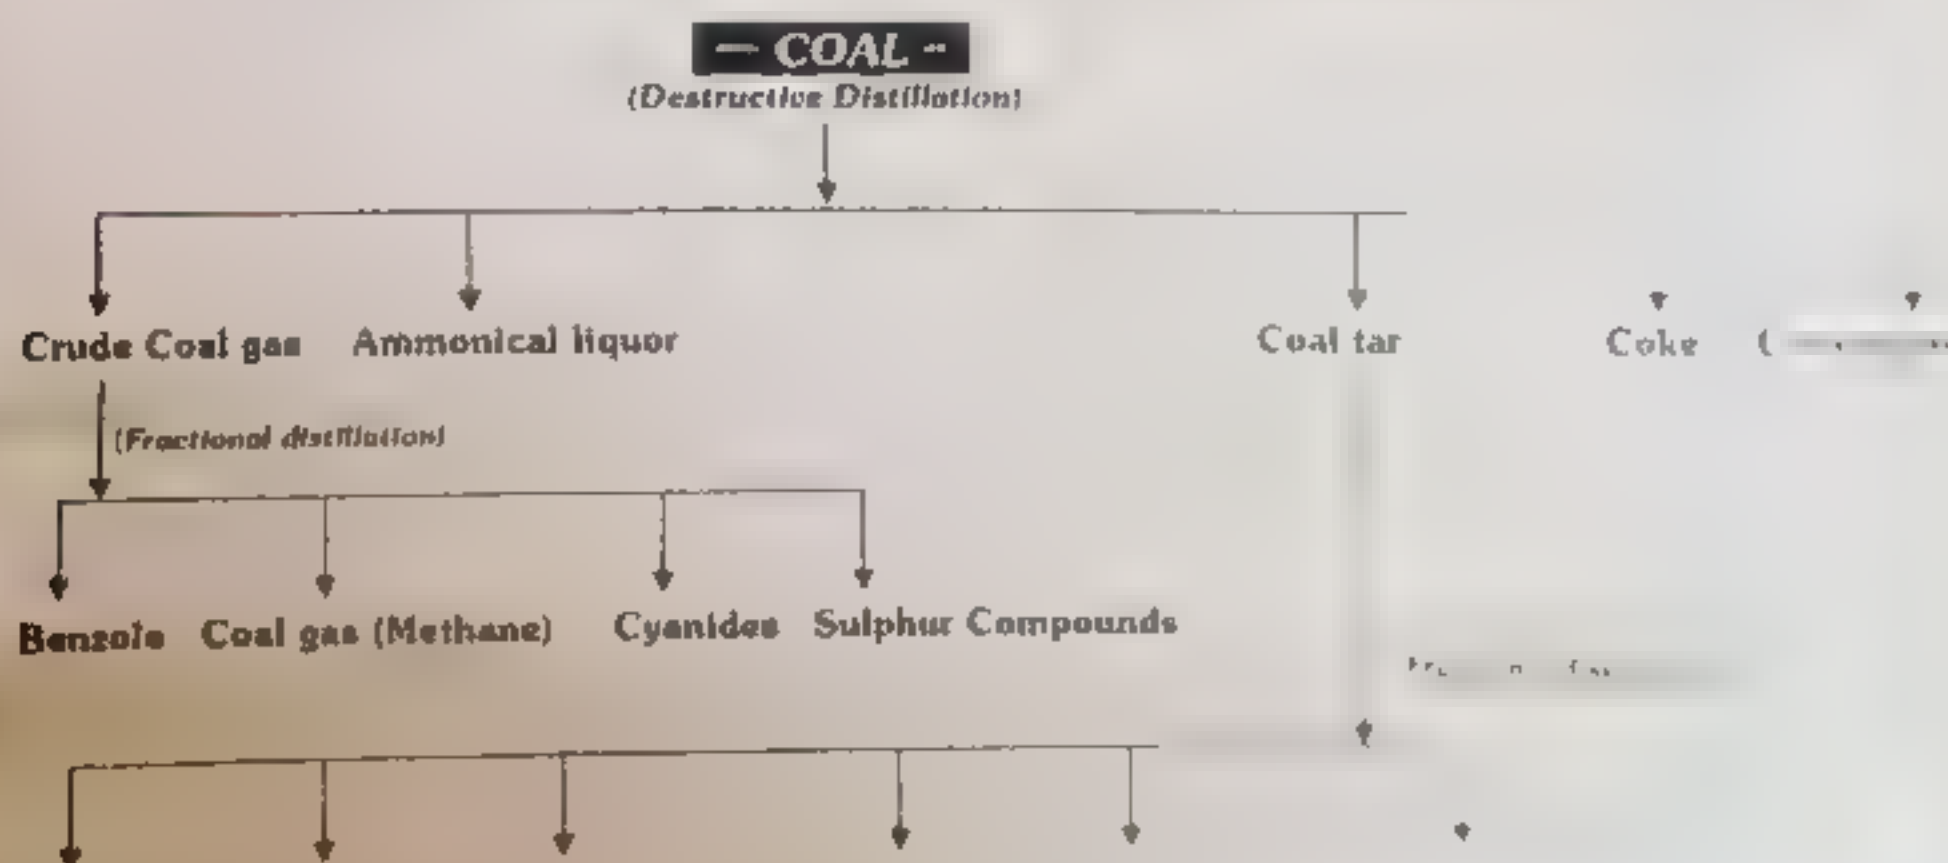 — COAL -
(Destructive Distillation)
Crude Coal gas Ammonical liquor Coal tar Coke (
(Fractional distillation)
Benzole Coal gas (Methane) Cyanides Sulphur Compounds